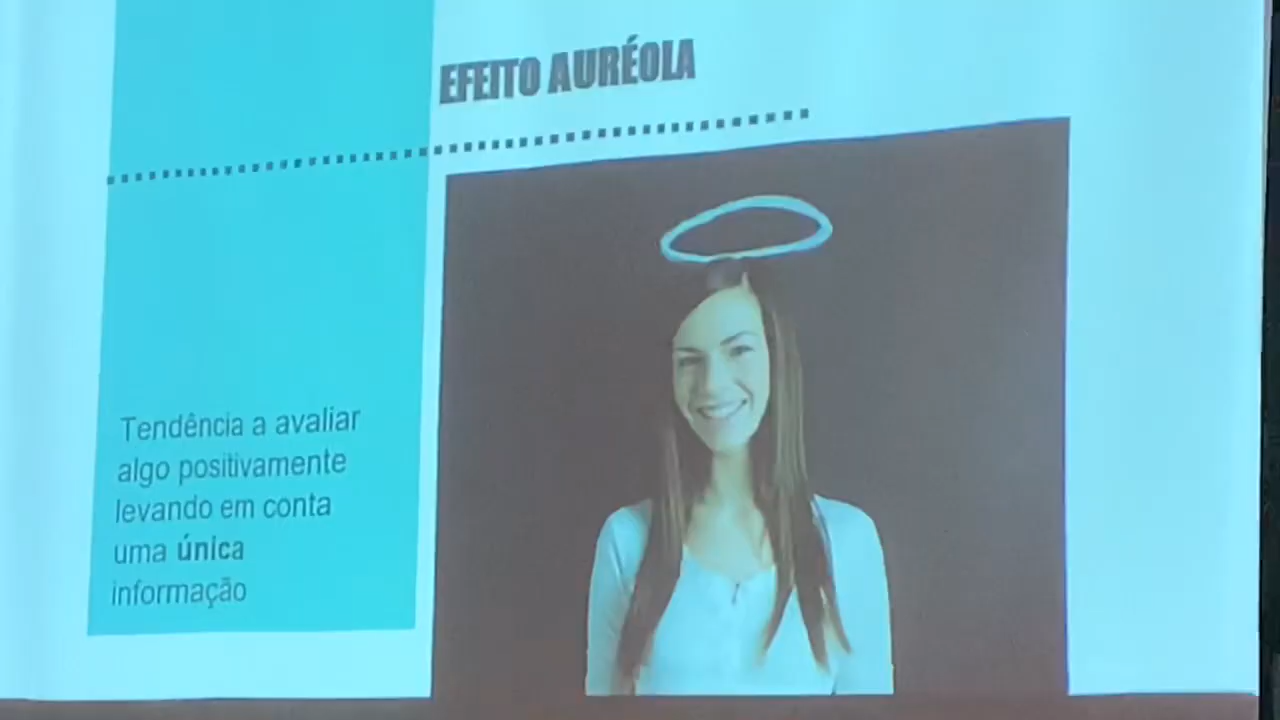 EFEITO AURÉOLA
Tendência a avaliar
algo positivamente
levando em conta
uma única
informação